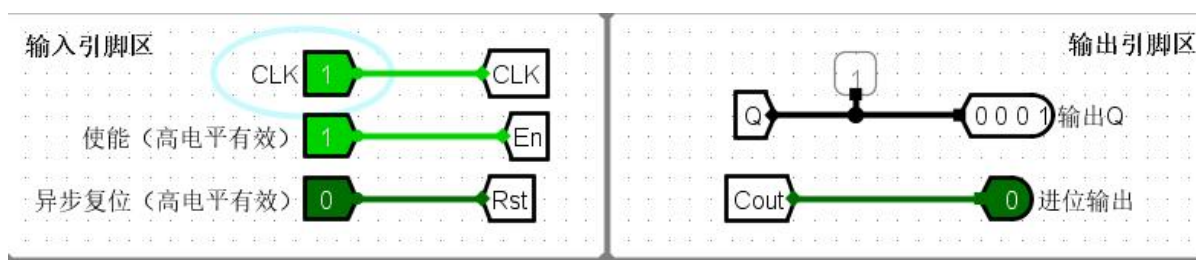 输入引脚区
CLK 1 CLK
使能（高电平有效） 1 En
异步复位（高电平有效） 0 Rst
输出引脚区
1
Q 0 0 0 1 输出Q
Cout 0 进位输出